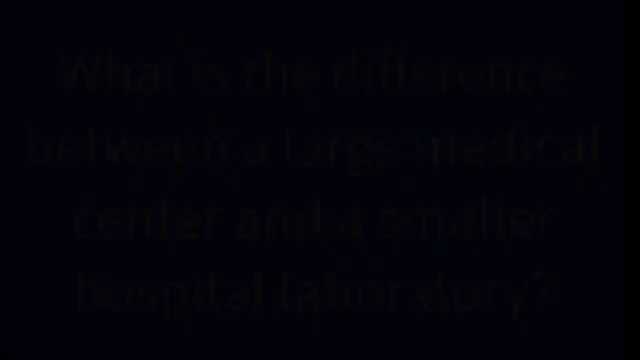 What is the difference
between a large medical
center and a smaller
hospital laboratory?